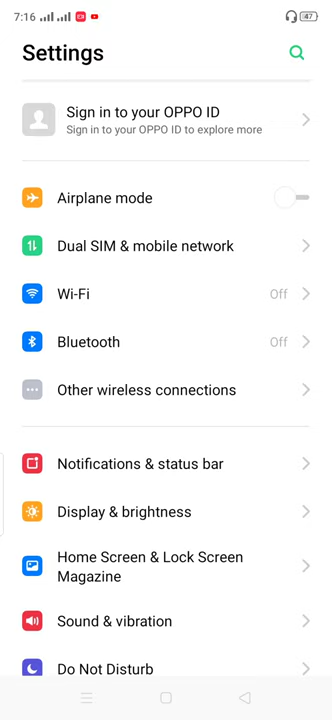 7:16
47
Settings
Sign in to your OPPO ID
Sign in to your OPPO ID to explore more
Airplane mode
Dual SIM & mobile network
Wi-Fi Off
Bluetooth Off
Other wireless connections
Notifications & status bar
Display & brightness
Home Screen & Lock Screen
Magazine
Sound & vibration
Do Not Disturb